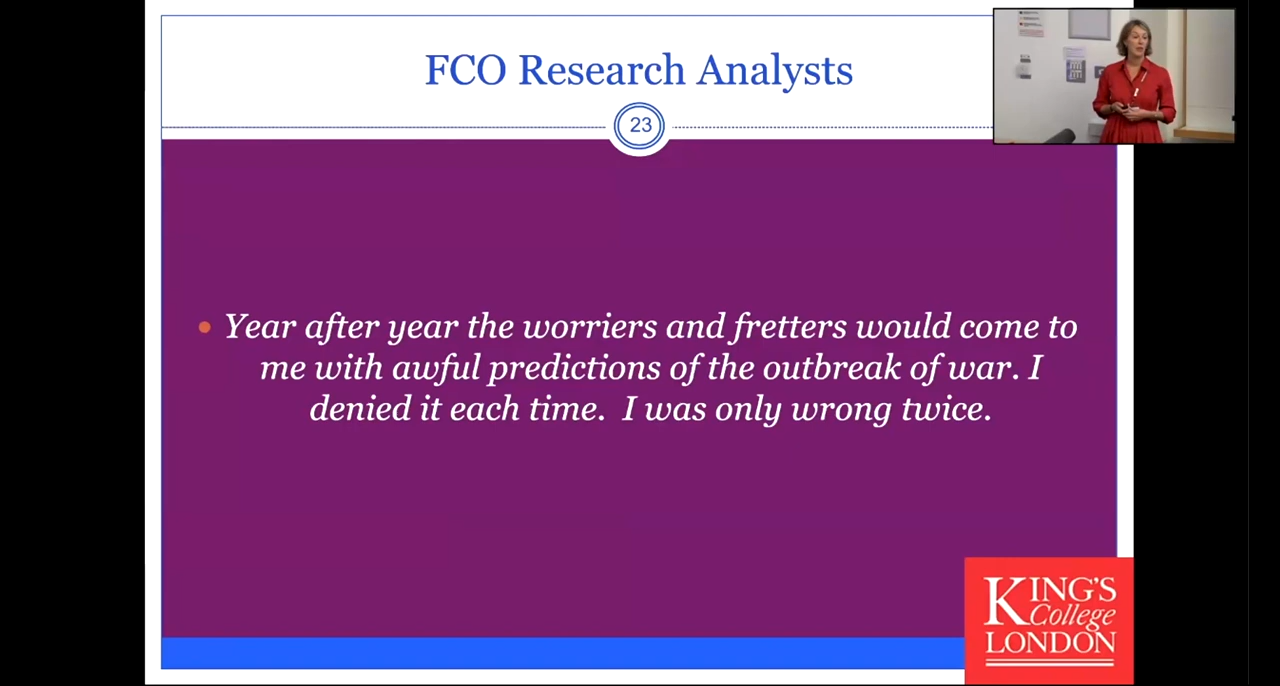 FCO Research Analysts
23
• Year after year the worriers and fretters would come to
me with awful predictions of the outbreak of war. I
denied it each time.  I was only wrong twice.
KING'S
College
LONDON